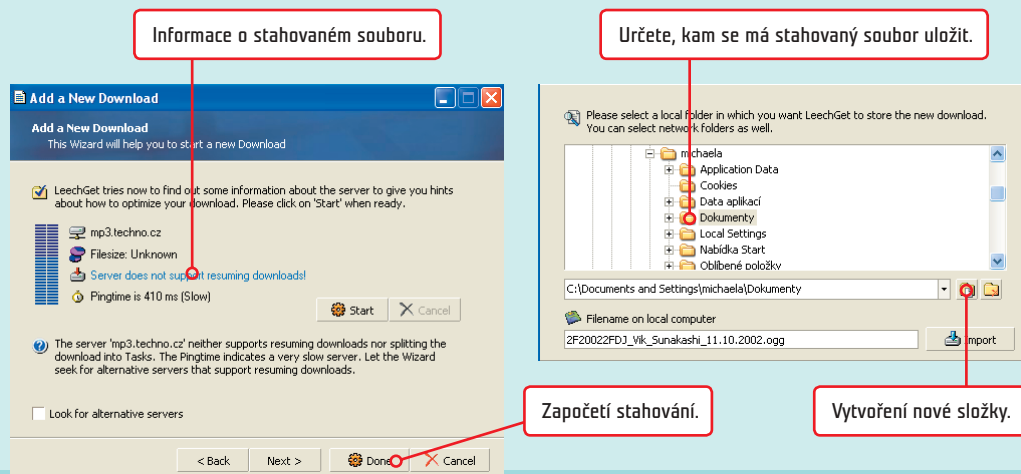 Informace o stahovaném souboru.
Určete, kam se má stahovaný soubor uložit.
Add a New Download
Add a New Download
This Wizard will help you to start a new Download
LeechGet tries now to find out some information about the server to give you hints
about how to optimize your download. Please click on 'Start' when ready.
mp3.techno.cz
Filesize: Unknown
Server does not support resuming downloads!
Pingtime is 410 ms (Slow)
Start
Cancel
The server 'mp3.techno.cz' neither supports resuming downloads nor splitting the
download into Tasks. The Pingtime indicates a very slow server. Let the Wizard
seek for alternative servers that support resuming downloads.
Look for alternative servers
< Back
Next >
Done
Cancel
Please select a local folder in which you want LeechGet to store the new download.
You can select network folders as well.
michaela
Application Data
Cookies
Data aplikací
Dokumenty
Local Settings
Nabídka Start
Oblíbené položky
C:\Documents and Settings\michaela\Dokumenty
Filename on local computer
2F20022FDJ_Vik_Sunakashi_11.10.2002.ogg
Import
Započetí stahování.
Vytvoření nové složky.